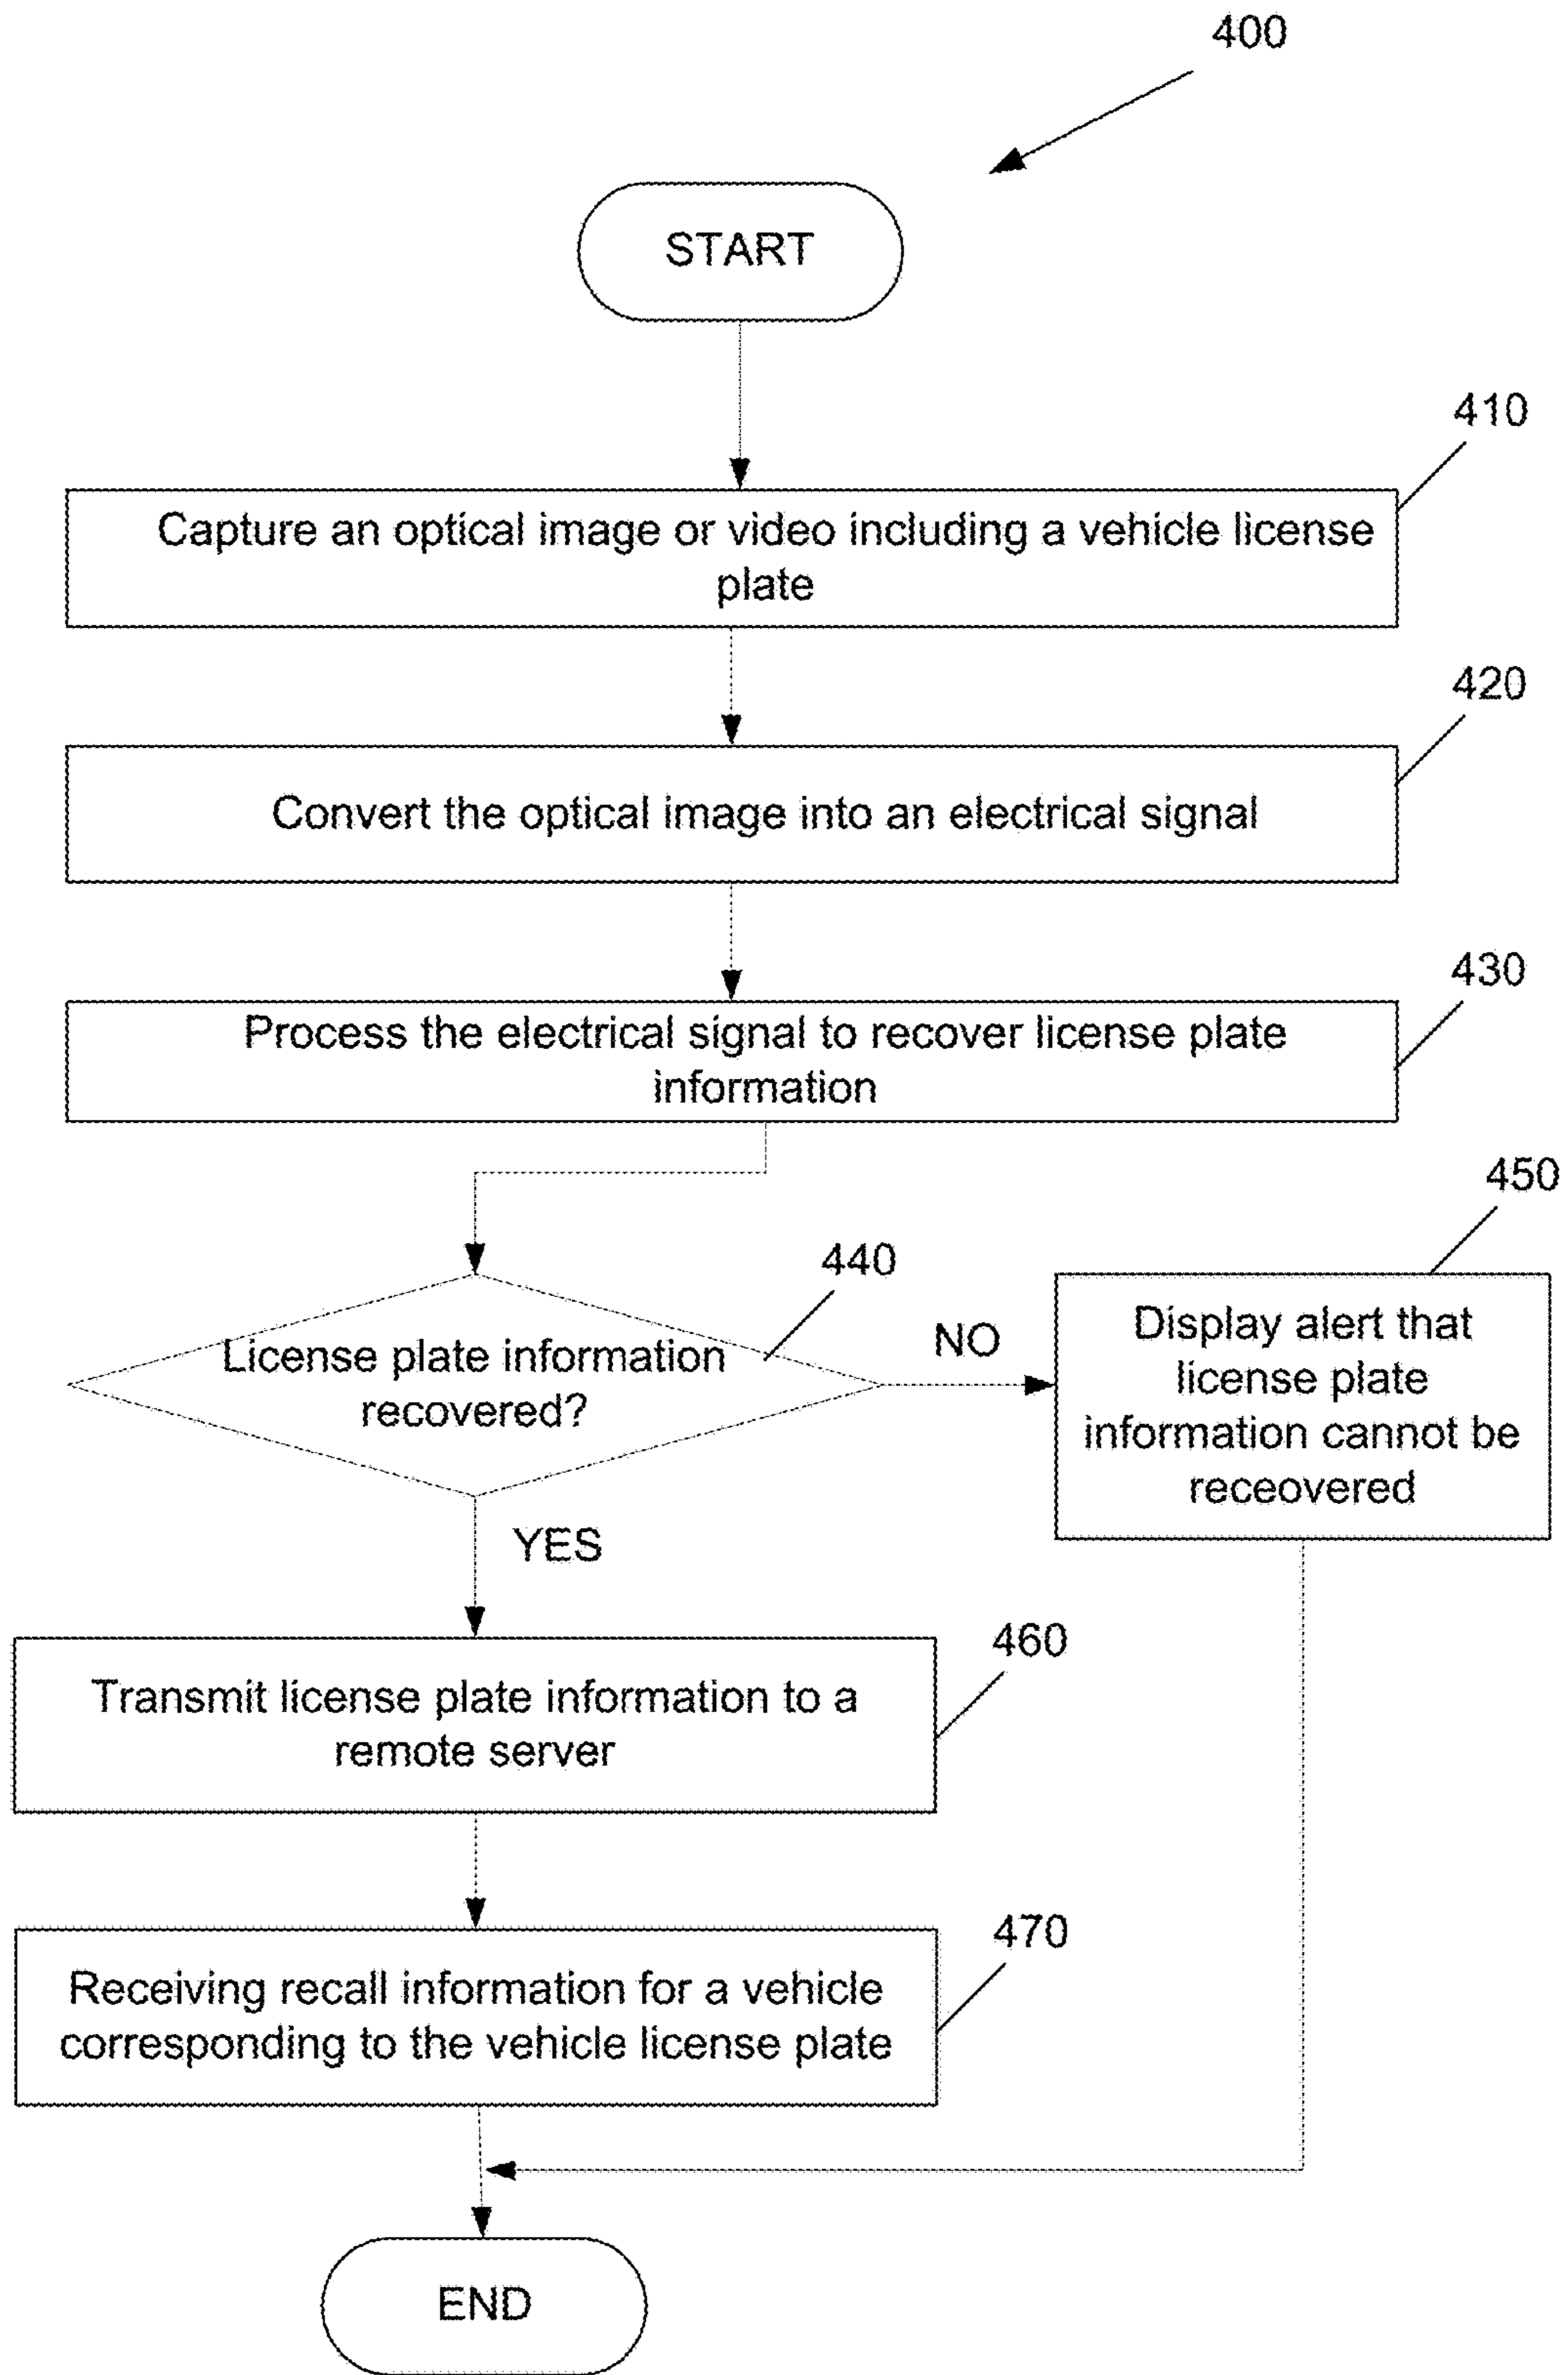 400
START
410
Capture an optical image or video including a vehicle license
plate
420
Convert the optical image into an electrical signal
430
Process the electrical signal to recover license plate
information
440
License plate information
recovered?
NO
450
Display alert that
license plate
information cannot be
receovered
YES
460
Transmit license plate information to a
remote server
470
Receiving recall information for a vehicle
corresponding to the vehicle license plate
END